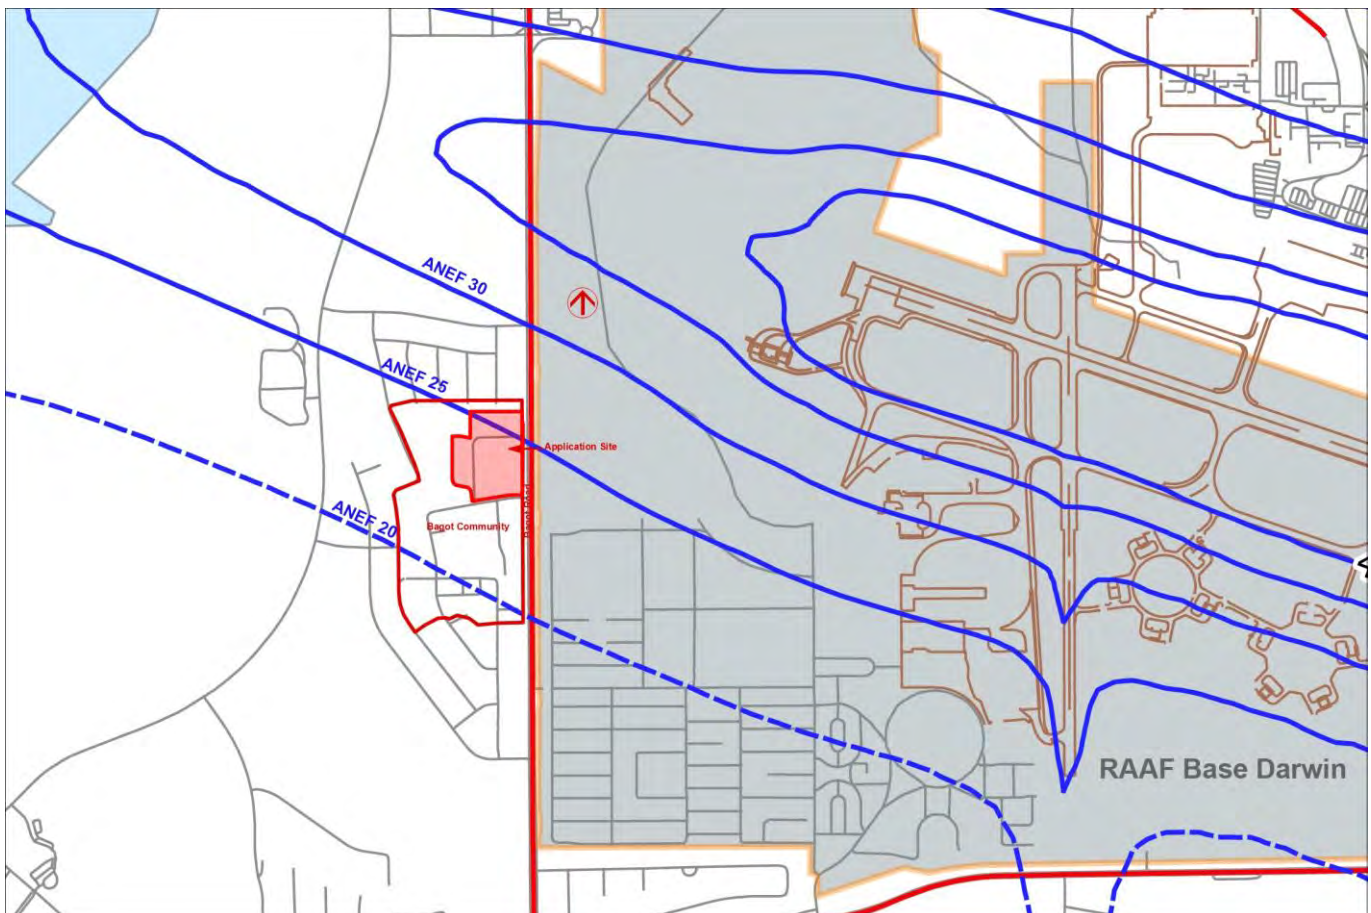 ANEF 30
ANEF 25
Application Site
Bagot Road
ANEF 20
Bagot Community
RAAF Base Darwin